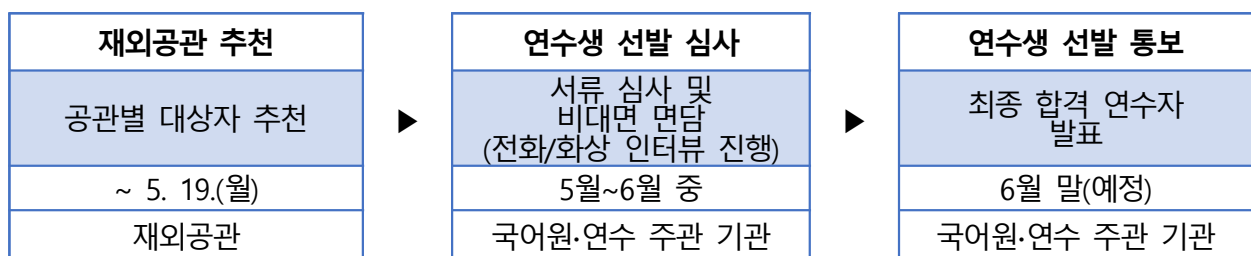 재외공관 추천
공관별 대상자 추천
~ 5. 19.(월)
재외공관
▶
연수생 선발 심사
서류 심사 및
비대면 면담
(전화/화상 인터뷰 진행)
5월~6월 중
국어원·연수 주관 기관
▶
연수생 선발 통보
최종 합격 연수자
발표
6월 말(예정)
국어원·연수 주관 기관